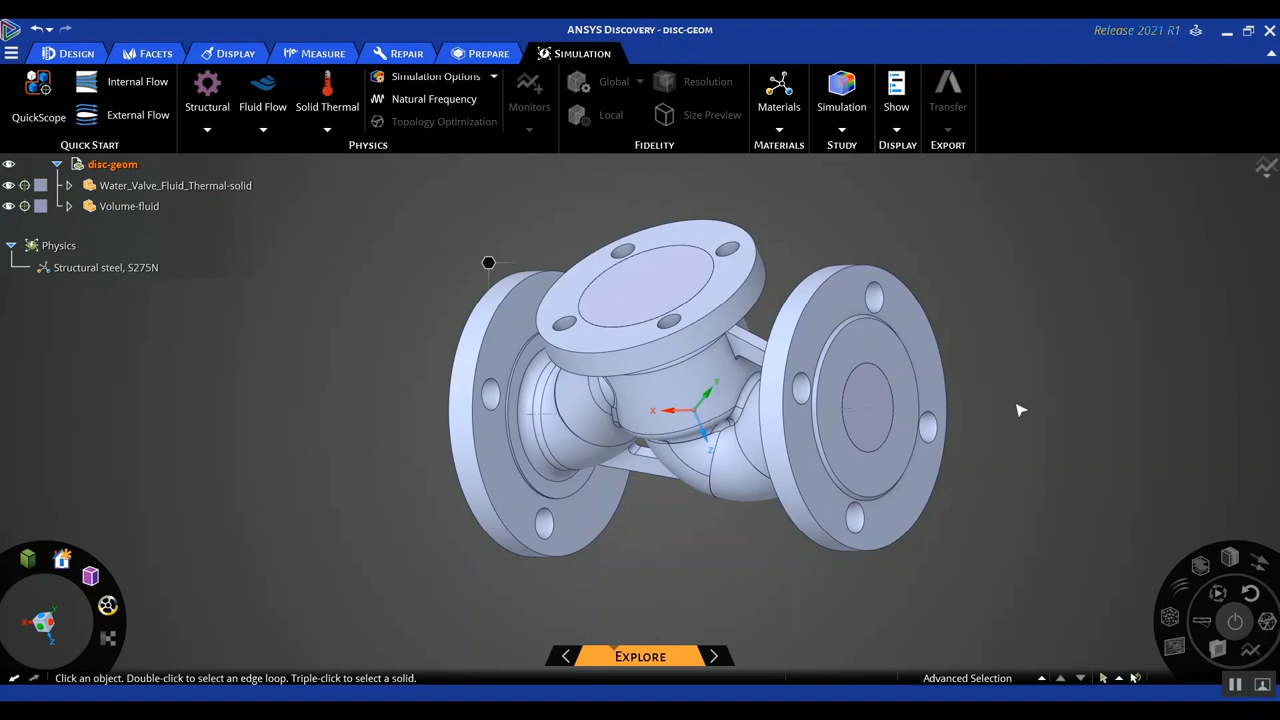 ANSYS Discovery - DISC-GEOM
Release 2021 R1
DESIGN FACETS DISPLAY MEASURE REPAIR PREPARE SIMULATION
QuickScope
Internal Flow
External Flow
Structural
Fluid Flow
Solid Thermal
Simulation Options
Natural Frequency
Topology Optimization
Monitors
Global
Local
Resolution
Size Preview
Materials
Simulation
Show
Transfer
QUICK START PHYSICS FIDELITY MATERIALS STUDY DISPLAY EXPORT
disc-geom
Water_Valve_Fluid_Thermal-solid
Volume-fluid
Physics
Structural steel, S275N
Y
X
Z
Y
X
Z
EXPLORE
Click an object. Double-click to select an edge loop. Triple-click to select a solid.
Advanced Selection